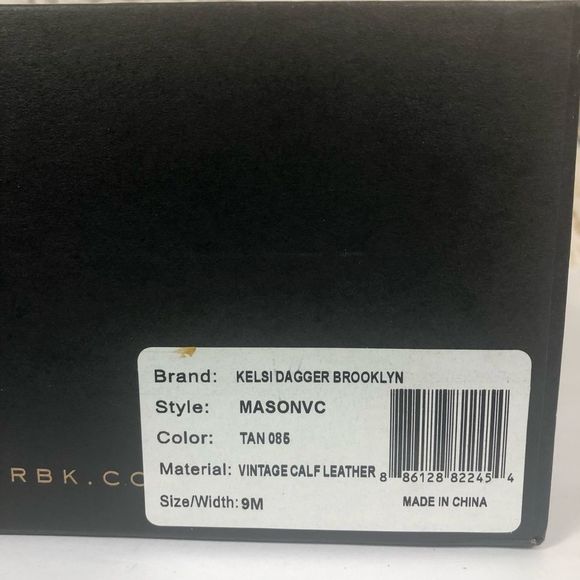 Brand: KELSI DAGGER BROOKLYN
Style: MASONVC
Color: TAN 085
Material: VINTAGE CALF LEATHER
8 86128 82245 4
RBK.CO
Size/Width: 9M
MADE IN CHINA